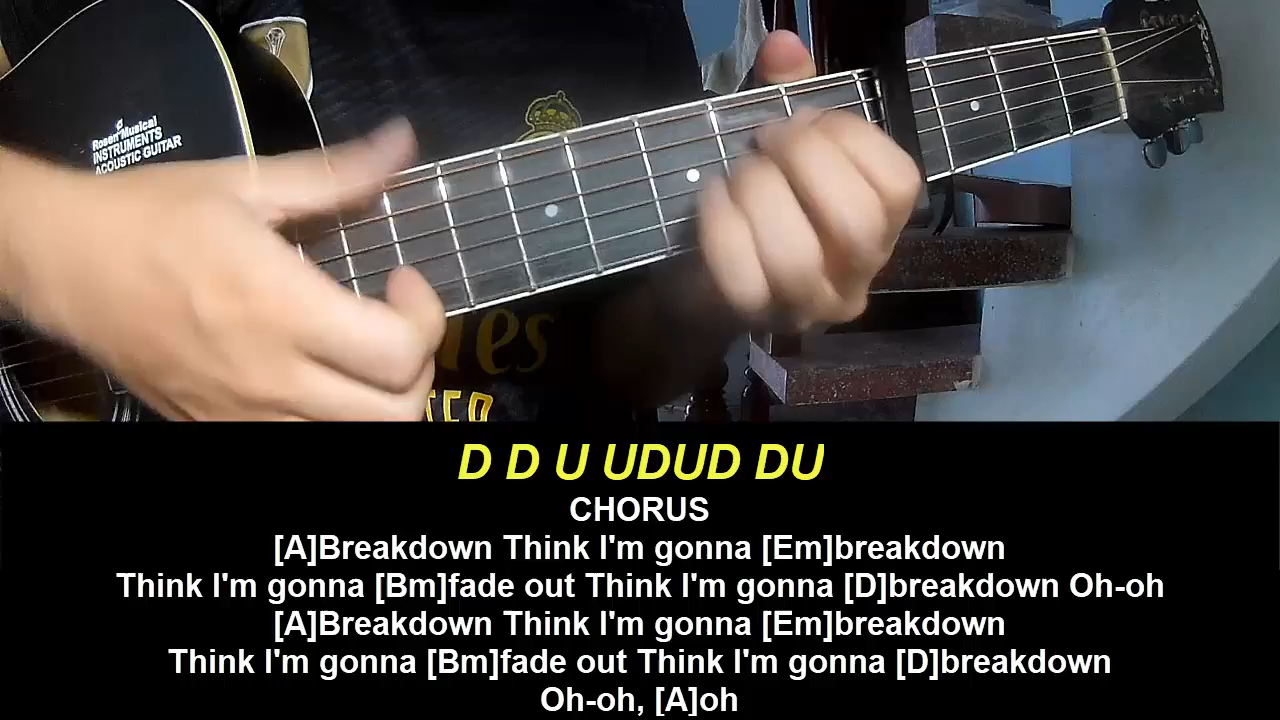 Rosen Musical
INSTRUMENTS
ACOUSTIC GUITAR
D D U UDUD DU
CHORUS
[A]Breakdown Think I'm gonna [Em]breakdown
Think I'm gonna [Bm]fade out Think I'm gonna [D]breakdown Oh-oh
[A]Breakdown Think I'm gonna [Em]breakdown
Think I'm gonna [Bm]fade out Think I'm gonna [D]breakdown
Oh-oh, [A]oh